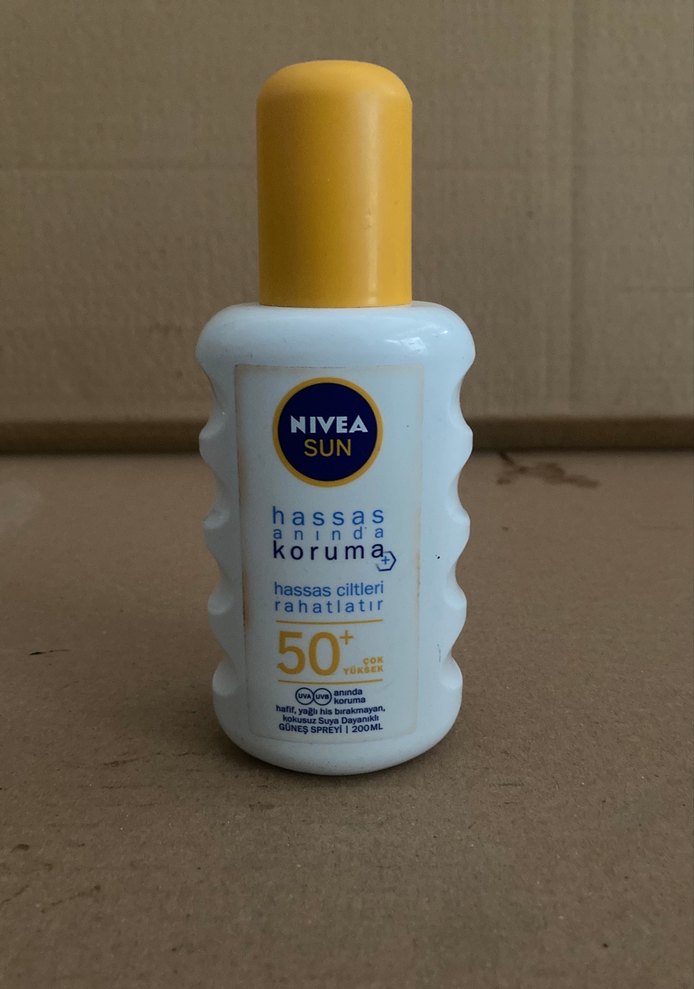 NIVEA
SUN
hassas
anında
koruma+
hassas ciltleri
rahatlatır
50+
ÇOK
YÜKSEK
UVA UVB anında
koruma
hafif, yağlı his bırakmayan,
kokusuz Suya Dayanıklı
GÜNEŞ SPREYİ | 200ML